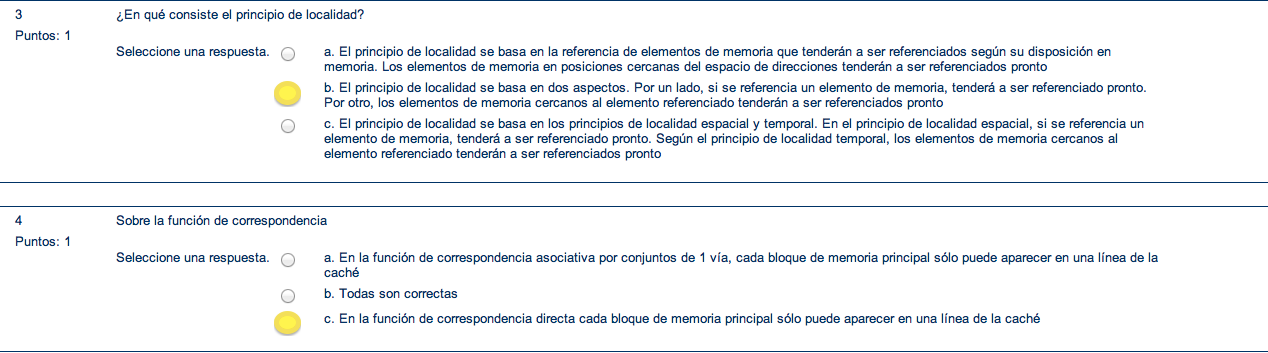 3 ¿En qué consiste el principio de localidad?
Puntos: 1
Seleccione una respuesta.
a. El principio de localidad se basa en la referencia de elementos de memoria que tenderán a ser referenciados según su disposición en
memoria. Los elementos de memoria en posiciones cercanas del espacio de direcciones tenderán a ser referenciados pronto
b. El principio de localidad se basa en dos aspectos. Por un lado, si se referencia un elemento de memoria, tenderá a ser referenciado pronto.
Por otro, los elementos de memoria cercanos al elemento referenciado tenderán a ser referenciados pronto
c. El principio de localidad se basa en los principios de localidad espacial y temporal. En el principio de localidad espacial, si se referencia un
elemento de memoria, tenderá a ser referenciado pronto. Según el principio de localidad temporal, los elementos de memoria cercanos al
elemento referenciado tenderán a ser referenciados pronto
4 Sobre la función de correspondencia
Puntos: 1
Seleccione una respuesta.
a. En la función de correspondencia asociativa por conjuntos de 1 vía, cada bloque de memoria principal sólo puede aparecer en una línea de la
caché
b. Todas son correctas
c. En la función de correspondencia directa cada bloque de memoria principal sólo puede aparecer en una línea de la caché